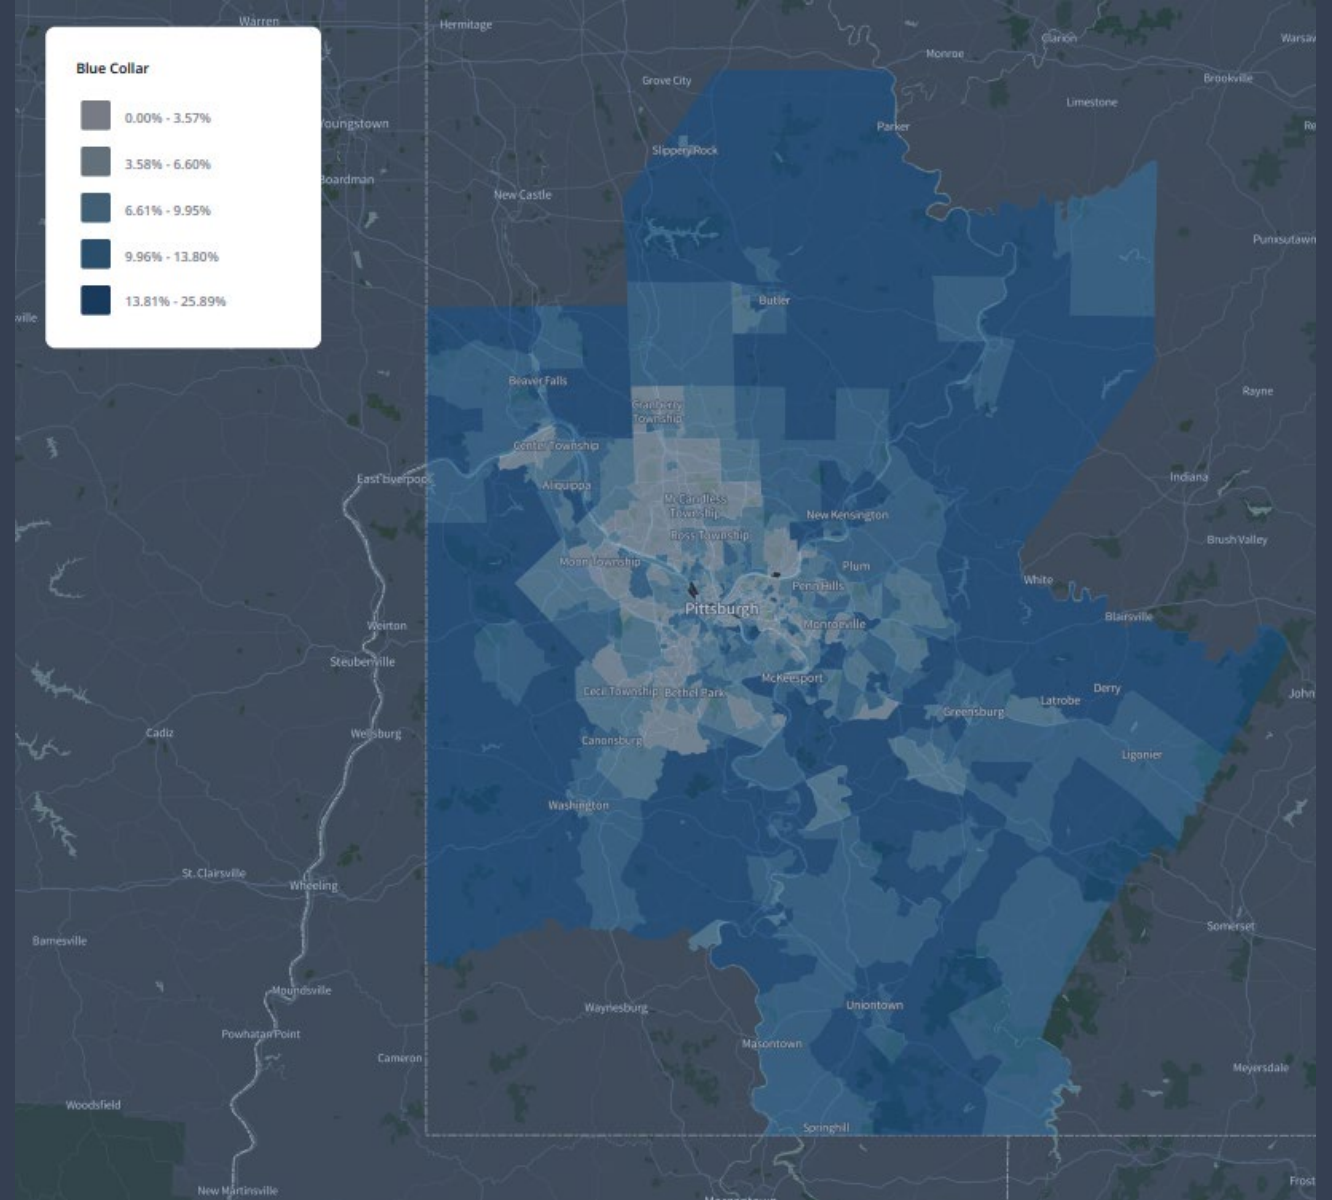 Warren
Hermitage
Clarion
Warsaw
Monroe
Blue Collar
0.00% - 3.57%
3.58% - 6.60%
6.61% - 9.95%
9.96% - 13.80%
13.81% - 25.89%
Grove City
Brookville
Limestone
Youngstown
Parker
Re
Slippery Rock
Boardman
New Castle
Punxsutawn
Butler
ville
Beaver Falls
Rayne
Granberry
Township
Center Township
East Liverpool
Indiana
Aliquippa
McCandless
Township
New Kensington
Ross Township
Brush Valley
Moon Township
Plum
White
Penn Hills
Pittsburgh
Blairsville
Weirton
Monroeville
Steubenville
McKeesport
Cecil Township
Bethel Park
Derry
John
Latrobe
Greensburg
Cadiz
Wellsburg
Canonsburg
Ligonier
Washington
St. Clairsville
Wheeling
Somerset
Barnesville
Moundsville
Uniontown
Waynesburg
Powhatan Point
Masontown
Cameron
Meyersdale
Woodsfield
Springhill
Frost
New Martinsville